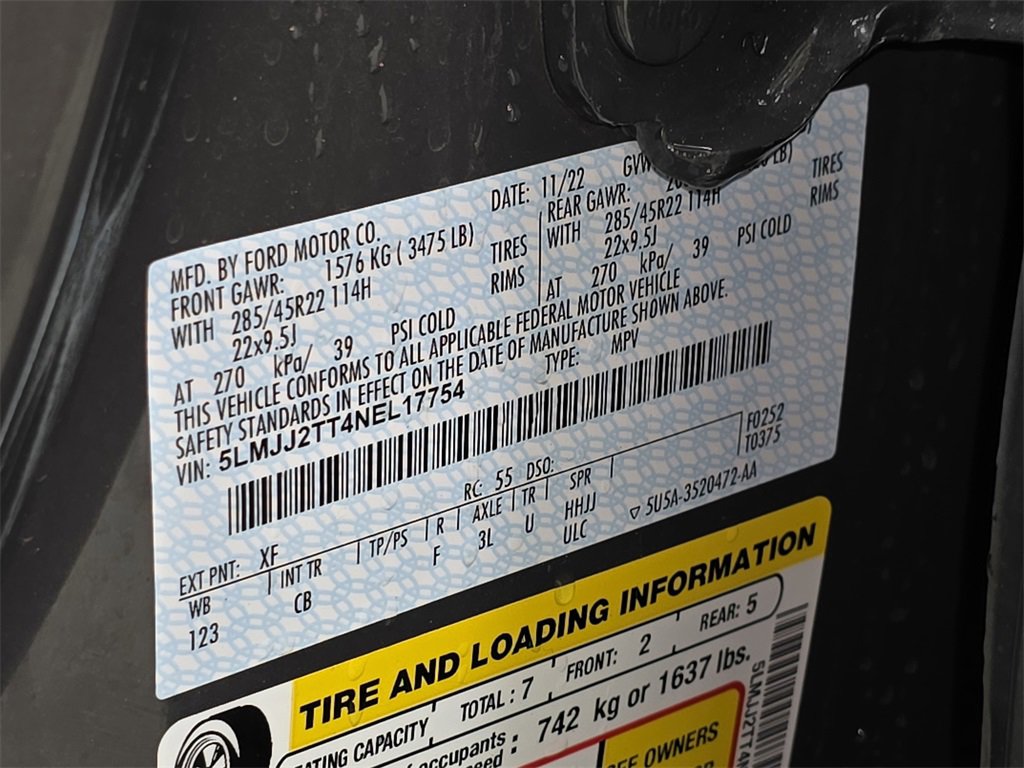 MFD. BY FORD MOTOR CO.
DATE: 11/22
FRONT GAWR: 1576 KG ( 3475 LB)
REAR GAWR:
WITH 285/45R22 114H TIRES
22x9.5J RIMS
AT 270 kPa/ 39 PSI COLD
WITH 285/45R22 114H TIRES
22x9.5J RIMS
AT 270 kPa/ 39 PSI COLD
THIS VEHICLE CONFORMS TO ALL APPLICABLE FEDERAL MOTOR VEHICLE
SAFETY STANDARDS IN EFFECT ON THE DATE OF MANUFACTURE SHOWN ABOVE.
VIN: 5LMJJ2TT4NEL17754
TYPE: MPV
F0252
T0375
EXT PNT: XF RC: 55 DSO:
WB INT TR TP/PS R AXLE TR SPR
123 CB F 3L U HHJJ
ULC
▽ 5U5A-3520472-AA
TIRE AND LOADING INFORMATION
CAPACITY TOTAL : 7 FRONT: 2 REAR: 5
occupants : 742 kg or 1637 lbs.
OWNERS